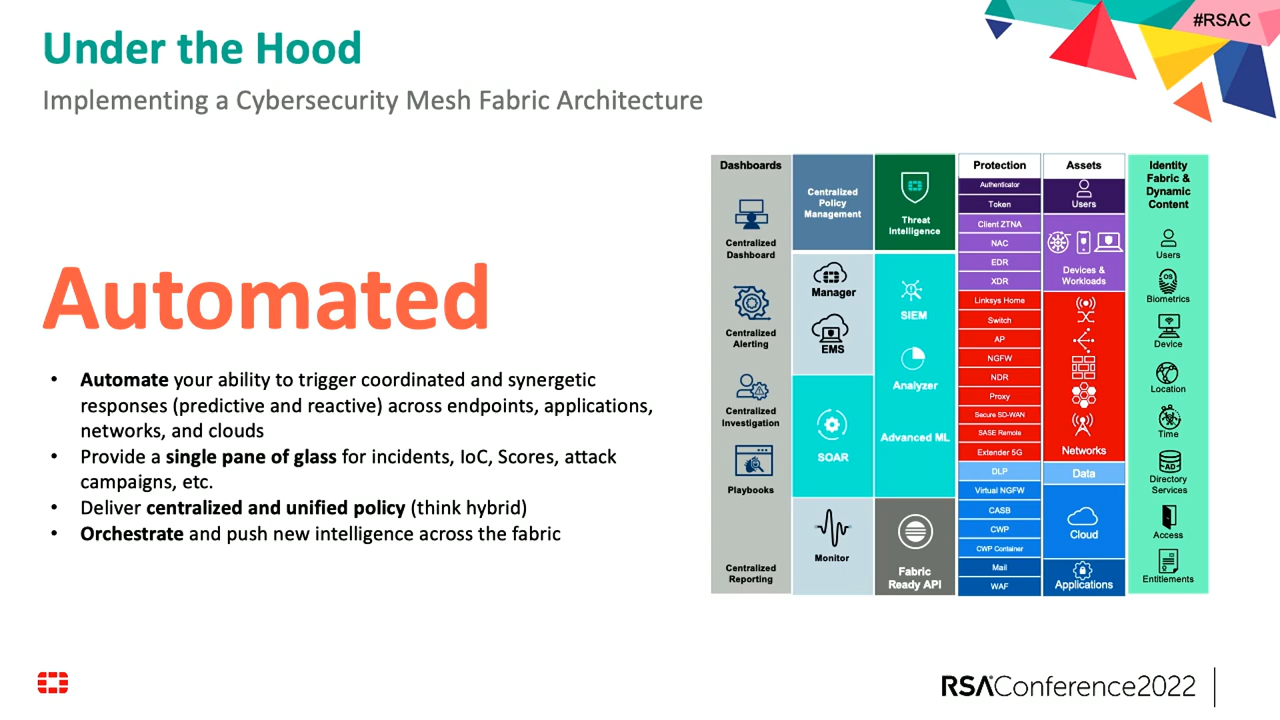 #RSAC
Under the Hood
Implementing a Cybersecurity Mesh Fabric Architecture
Automated
• Automate your ability to trigger coordinated and synergetic
responses (predictive and reactive) across endpoints, applications,
networks, and clouds
• Provide a single pane of glass for incidents, IoC, Scores, attack
campaigns, etc.
• Deliver centralized and unified policy (think hybrid)
• Orchestrate and push new intelligence across the fabric
Dashboards
Centralized
Dashboard
Centralized
Alerting
Centralized
Investigation
Playbooks
Centralized
Reporting
Centralized
Policy
Management
Manager
EMS
SOAR
Monitor
Threat
Intelligence
SIEM
Analyzer
Advanced ML
Fabric
Ready API
Protection
Authenticator
Token
Client ZTNA
NAC
EDR
XDR
Linksys Home
Switch
AP
NGFW
NDR
Proxy
Secure SD-WAN
SASE Remote
Extender 5G
DLP
Virtual NGFW
CASB
CWP
CWP Container
Mail
WAF
Assets
Users
Devices &
Workloads
Networks
Data
Cloud
Applications
Identity
Fabric &
Dynamic
Content
Users
OS
Biometrics
Device
Location
Time
AD
Directory
Services
Access
Entitlements
RSAConference2022